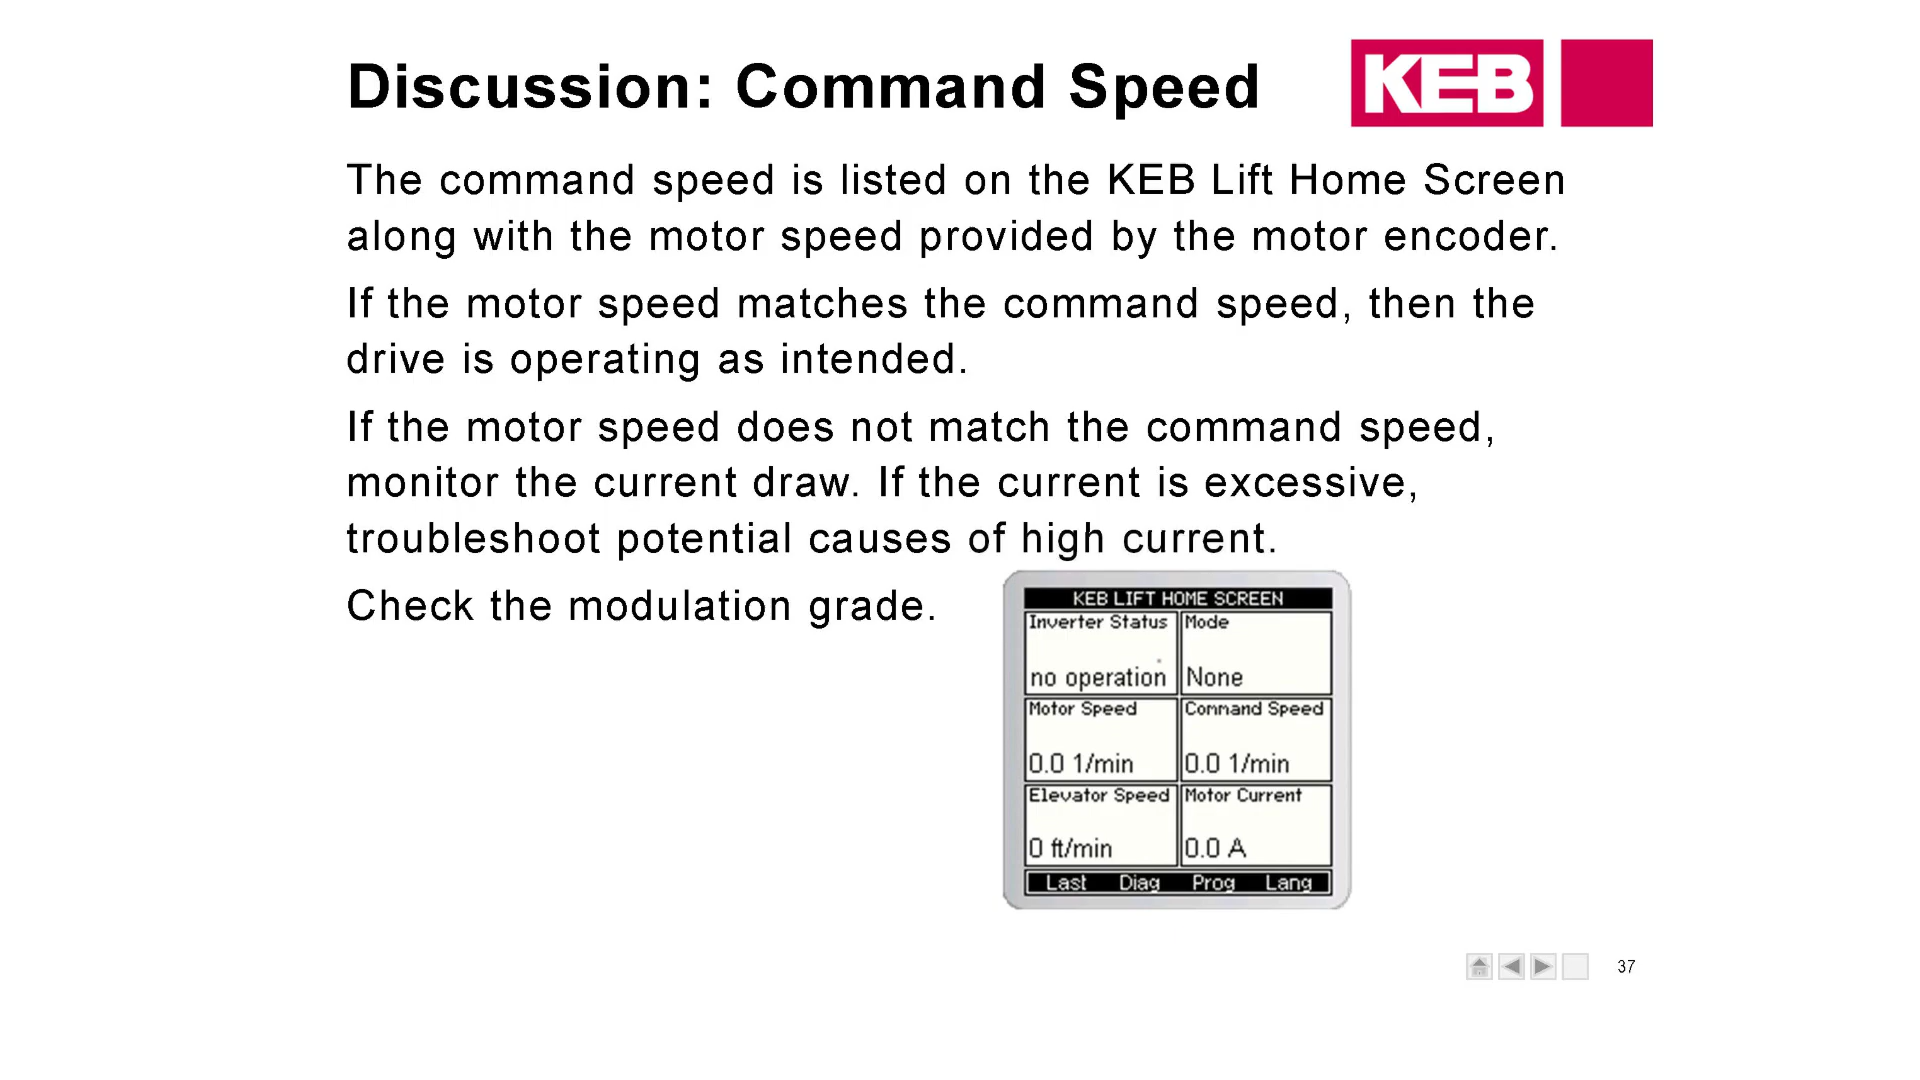 Discussion: Command Speed
KEB
The command speed is listed on the KEB Lift Home Screen
along with the motor speed provided by the motor encoder.
If the motor speed matches the command speed, then the
drive is operating as intended.
If the motor speed does not match the command speed,
monitor the current draw. If the current is excessive,
troubleshoot potential causes of high current.
Check the modulation grade.
KEB LIFT HOME SCREEN
Inverter Status Mode
no operation None
Motor Speed Command Speed
0.0 1/min 0.0 1/min
Elevator Speed Motor Current
0 ft/min 0.0 A
Last Diag Prog Lang
37